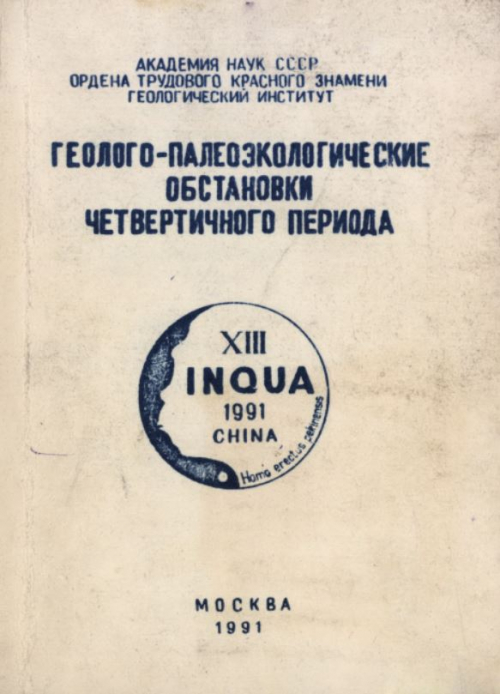 АКАДЕМИЯ НАУК СССР
ОРДЕНА ТРУДОВОГО КРАСНОГО ЗНАМЕНИ
ГЕОЛОГИЧЕСКИЙ ИНСТИТУТ
ГЕОЛОГО-ПАЛЕОЭКОЛОГИЧЕСКИЕ
ОБСТАНОВКИ
ЧЕТВЕРТИЧНОГО ПЕРИОДА
XIII
INQUA
1991
CHINA
Homo erectus pekinensis
МОСКВА
1991